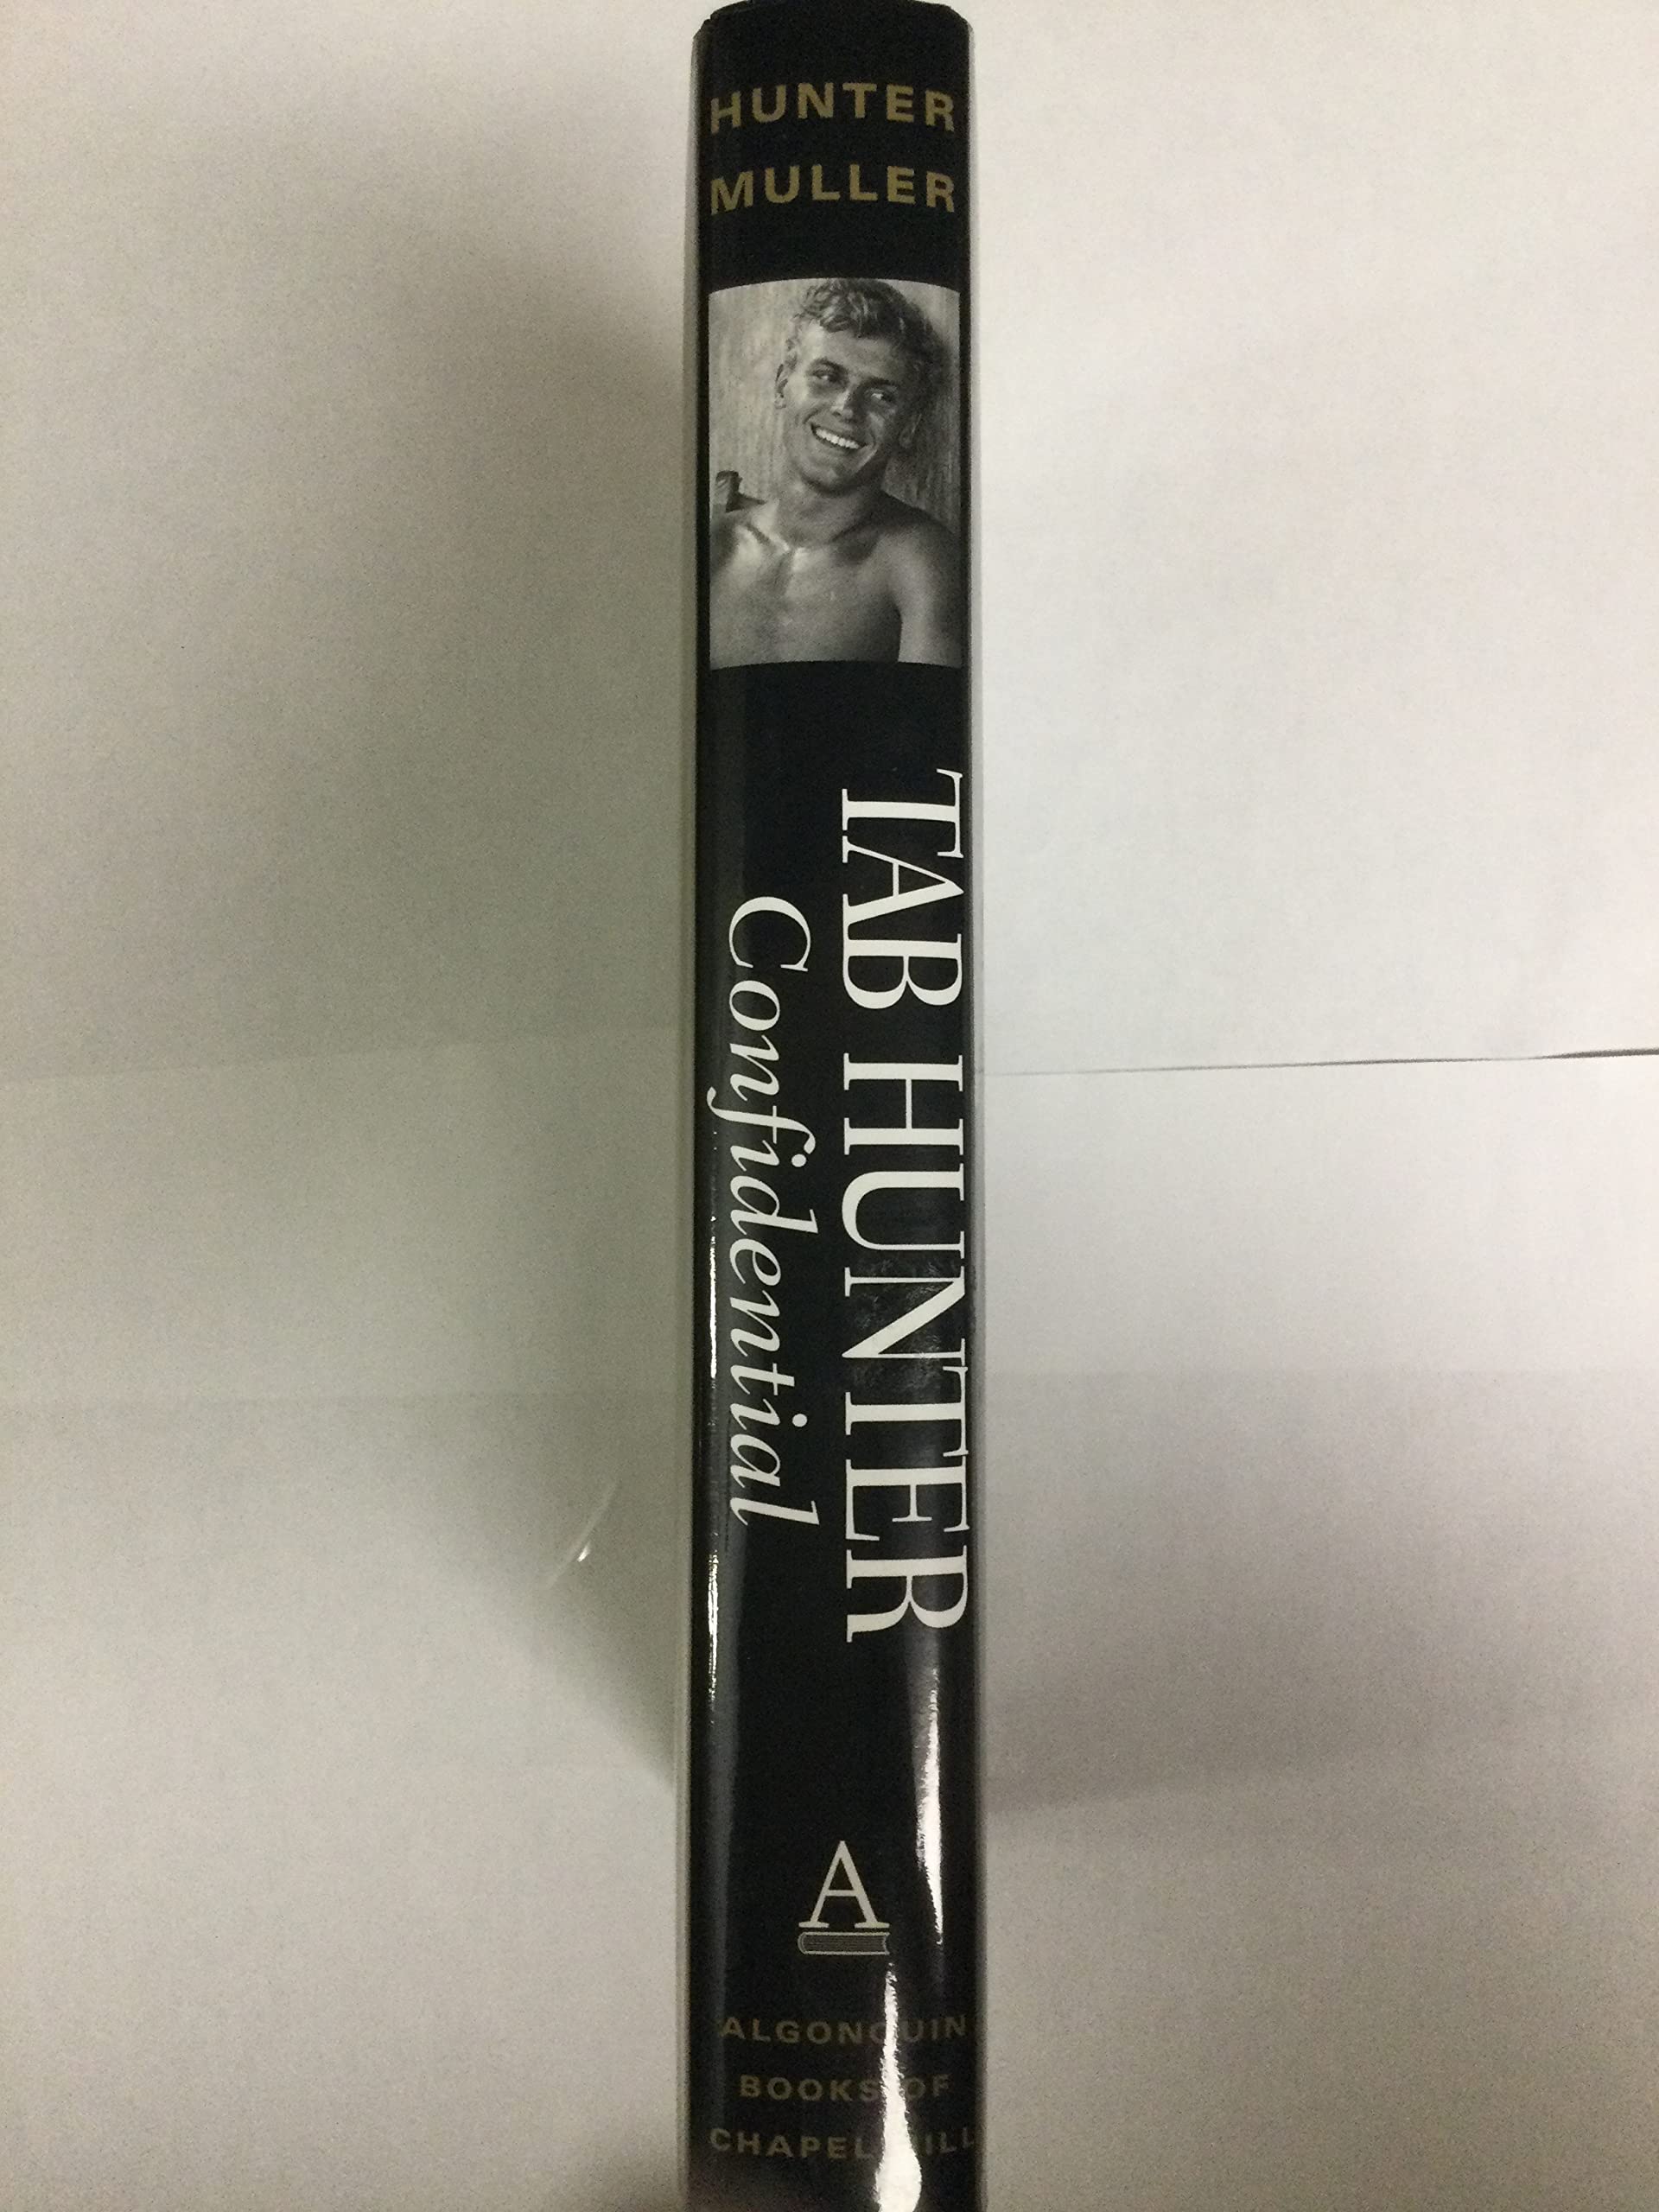 HUNTER
MULLER
TAB HUNTER
Confidential
A
ALGONQUIN
BOOKS OF
CHAPEL HILL